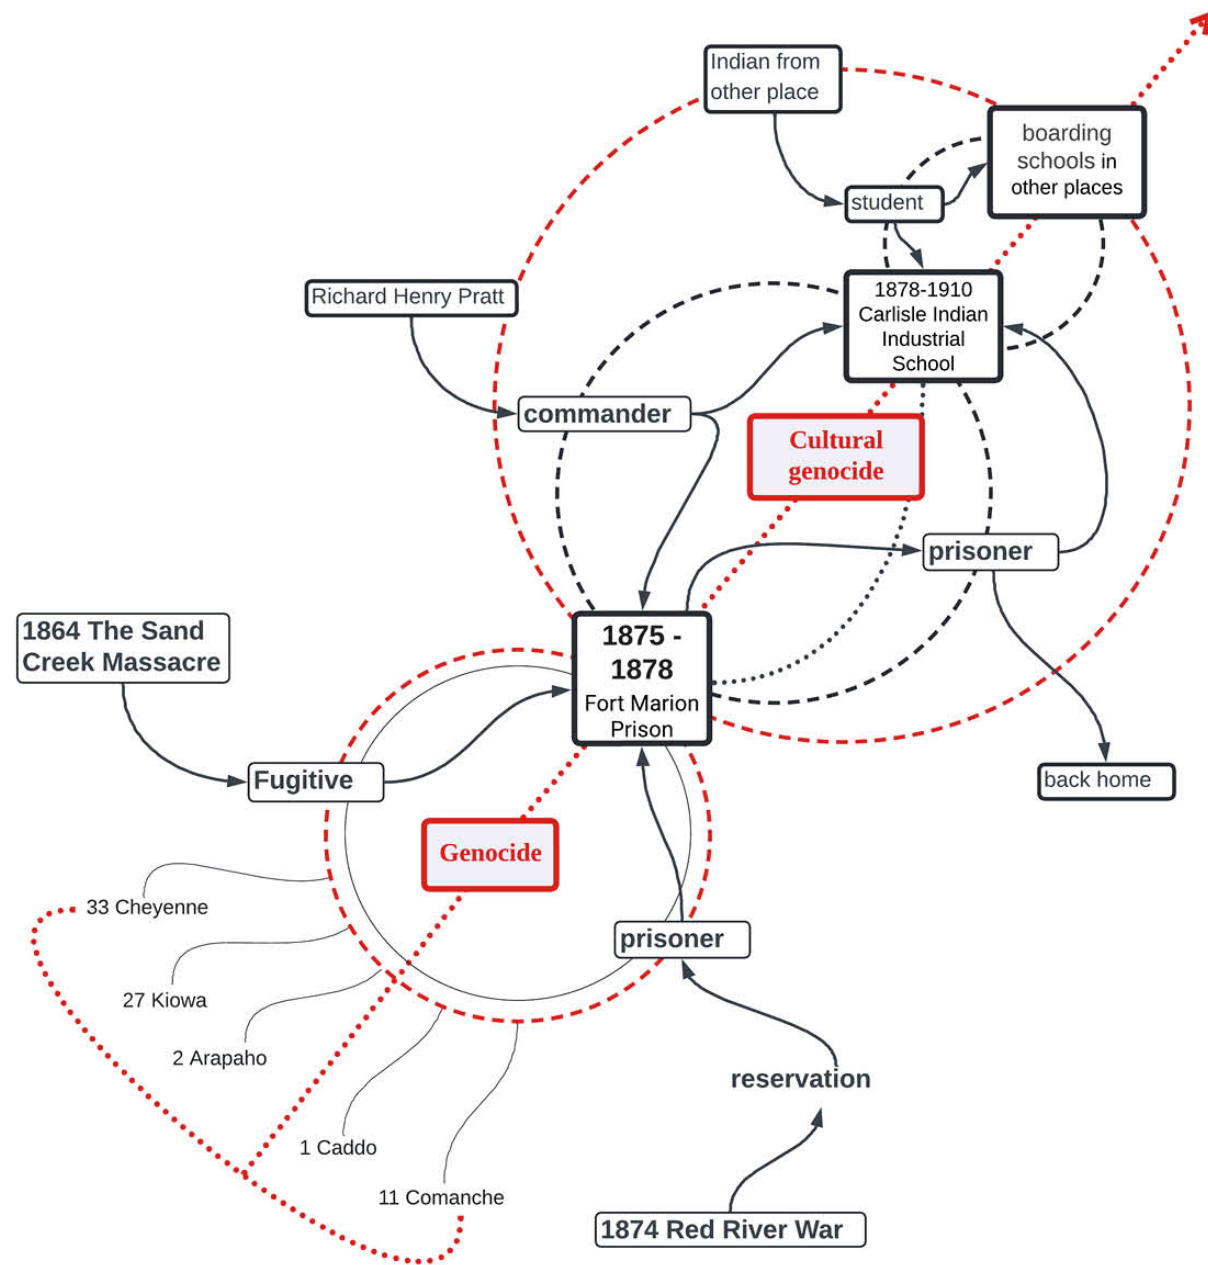 Indian from
other place
boarding
schools in
other places
student
1878-1910
Carlisle Indian
Industrial
School
Richard Henry Pratt
commander
Cultural
genocide
prisoner
1875 -
1878
Fort Marion
Prison
1864 The Sand
Creek Massacre
Fugitive
back home
Genocide
33 Cheyenne
prisoner
27 Kiowa
2 Arapaho
reservation
1 Caddo
11 Comanche
1874 Red River War